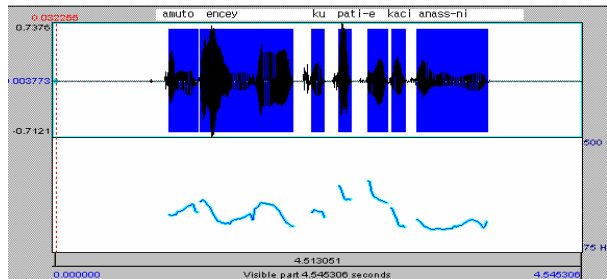 0.032255
amuto encey ku pati-e kaci anass-ni
0.7376
0.003773
-0.7121
500
75 H
4.513051
0.000000 Visible part 4.545306 seconds 4.545306